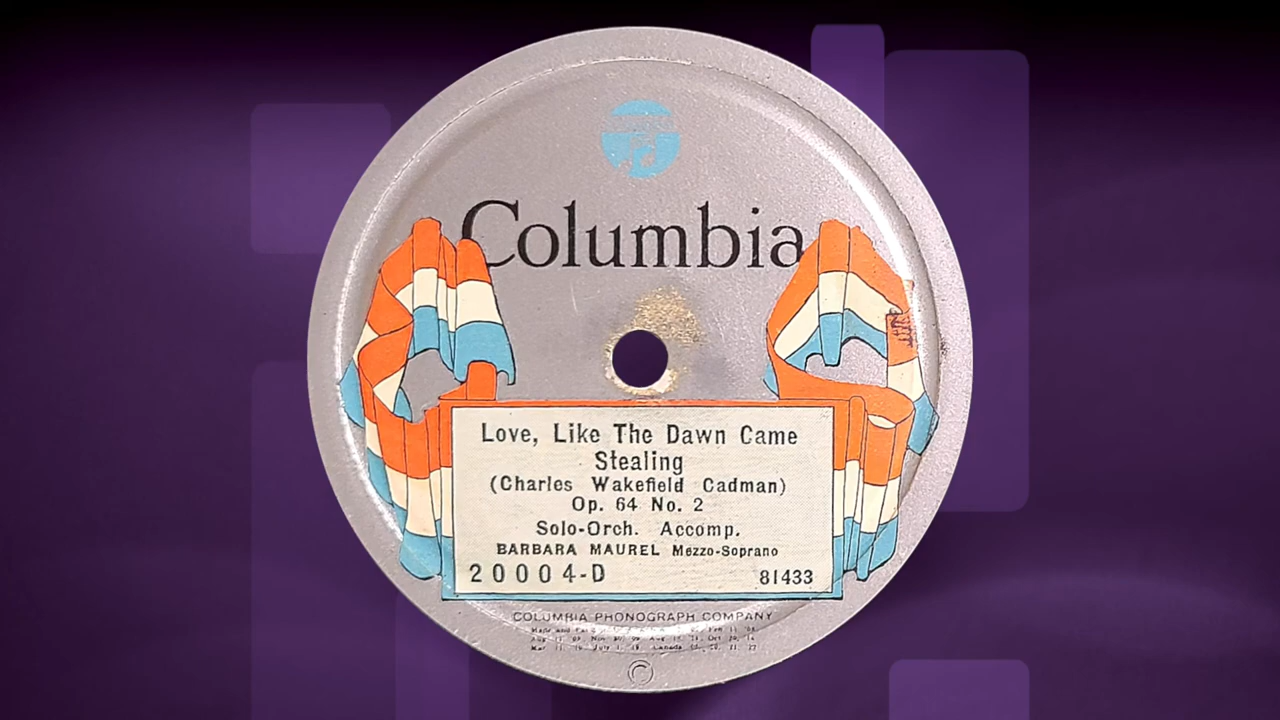 Columbia
Love, Like The Dawn Came
Stealing
(Charles Wakefield Cadman)
Op. 64 No. 2
Solo-Orch. Accomp.
BARBARA MAUREL Mezzo-Soprano
20004-D 81433
COLUMBIA PHONOGRAPH COMPANY
©